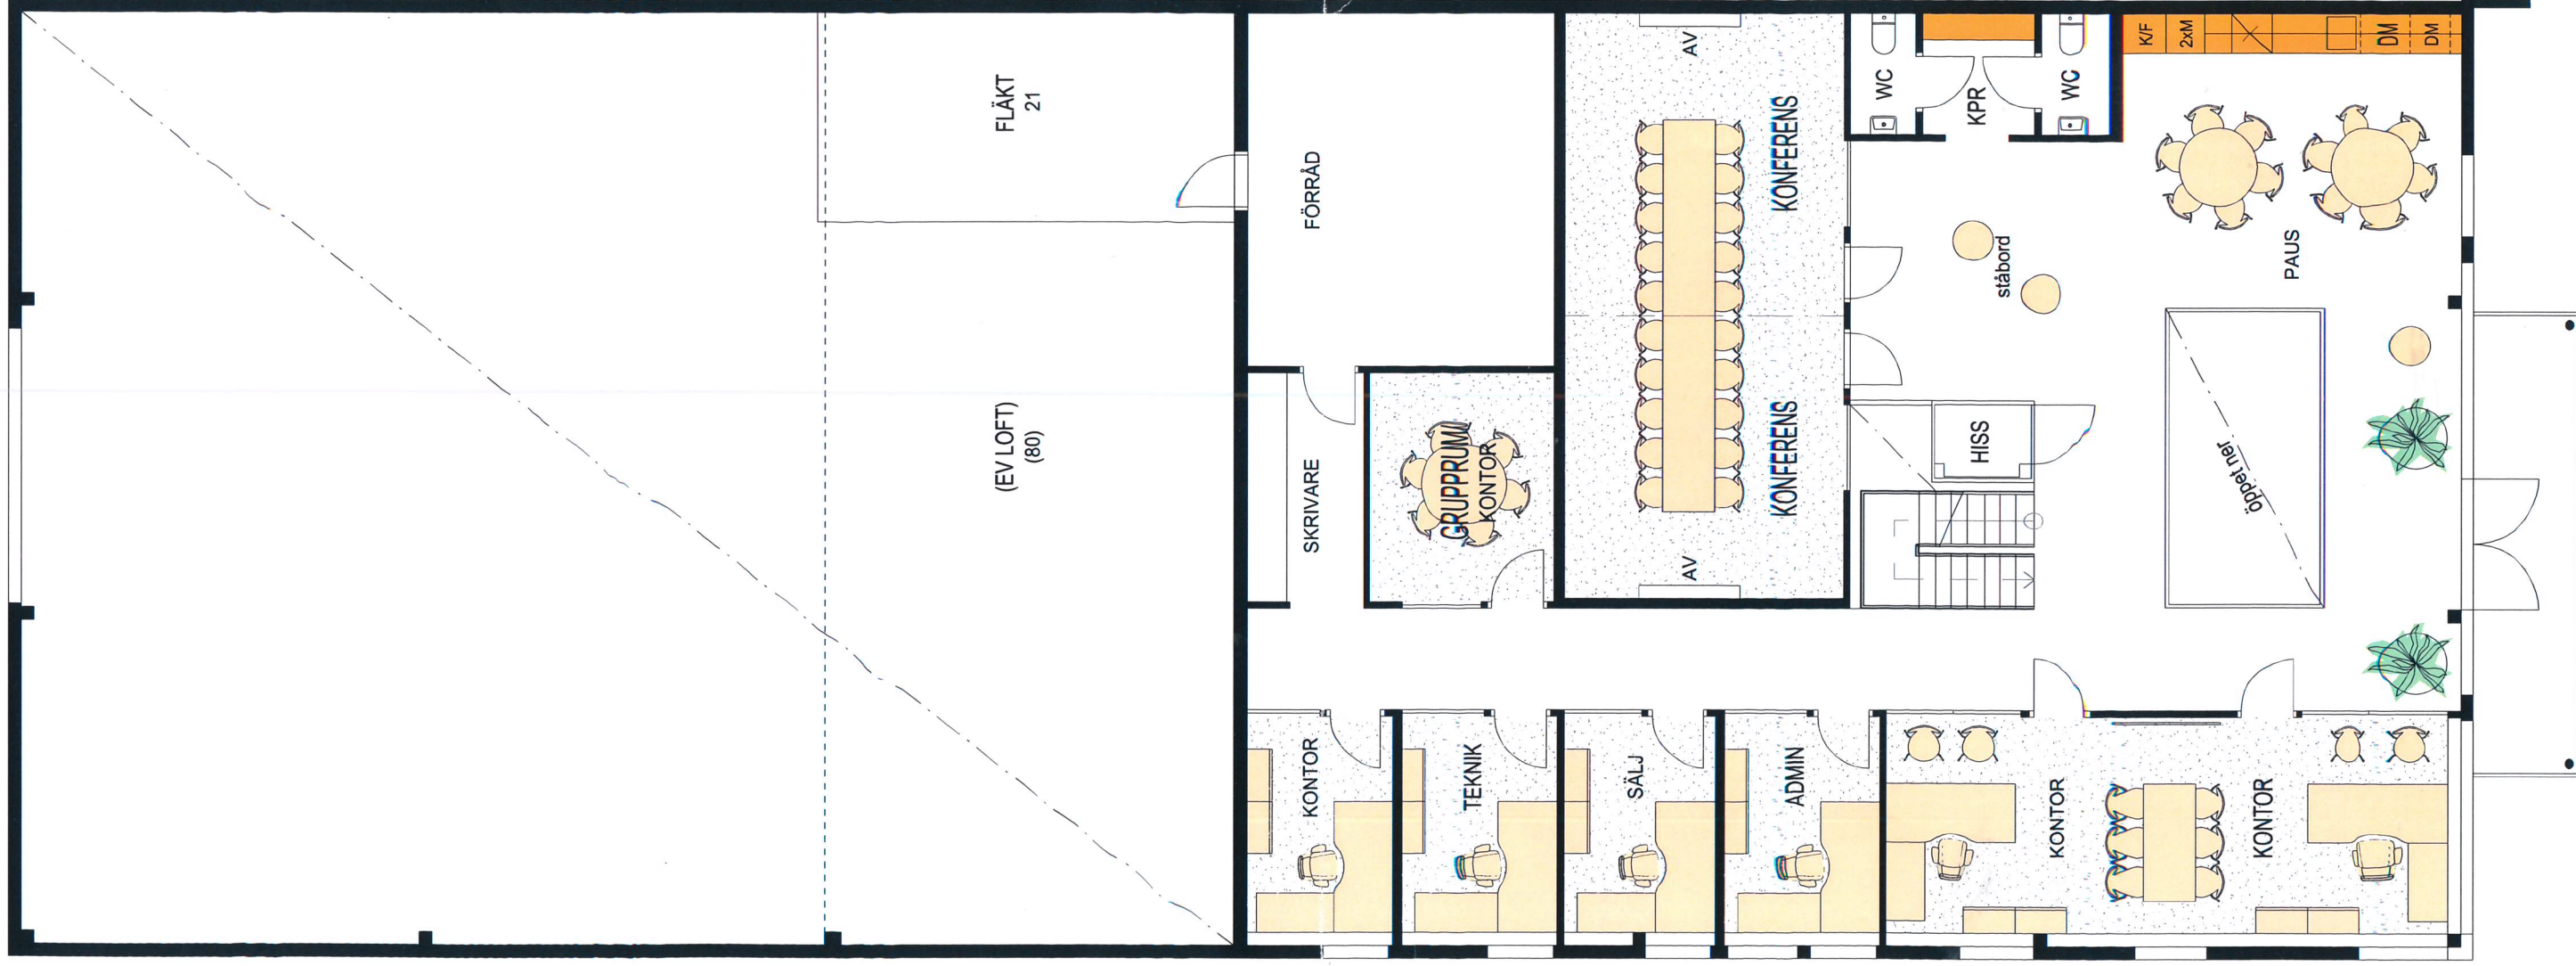 FLÄKT
21
(EV LOFT)
(80)
FÖRRÅD
SKRIVARE
GRUPPRUM/
KONTOR
AV
KONFERENS
KONFERENS
AV
WC
KPR
WC
K/F
2xM
DM
DM
ståbord
PAUS
HISS
öppet ner
KONTOR
TEKNIK
SÄLJ
ADMIN
KONTOR
KONTOR